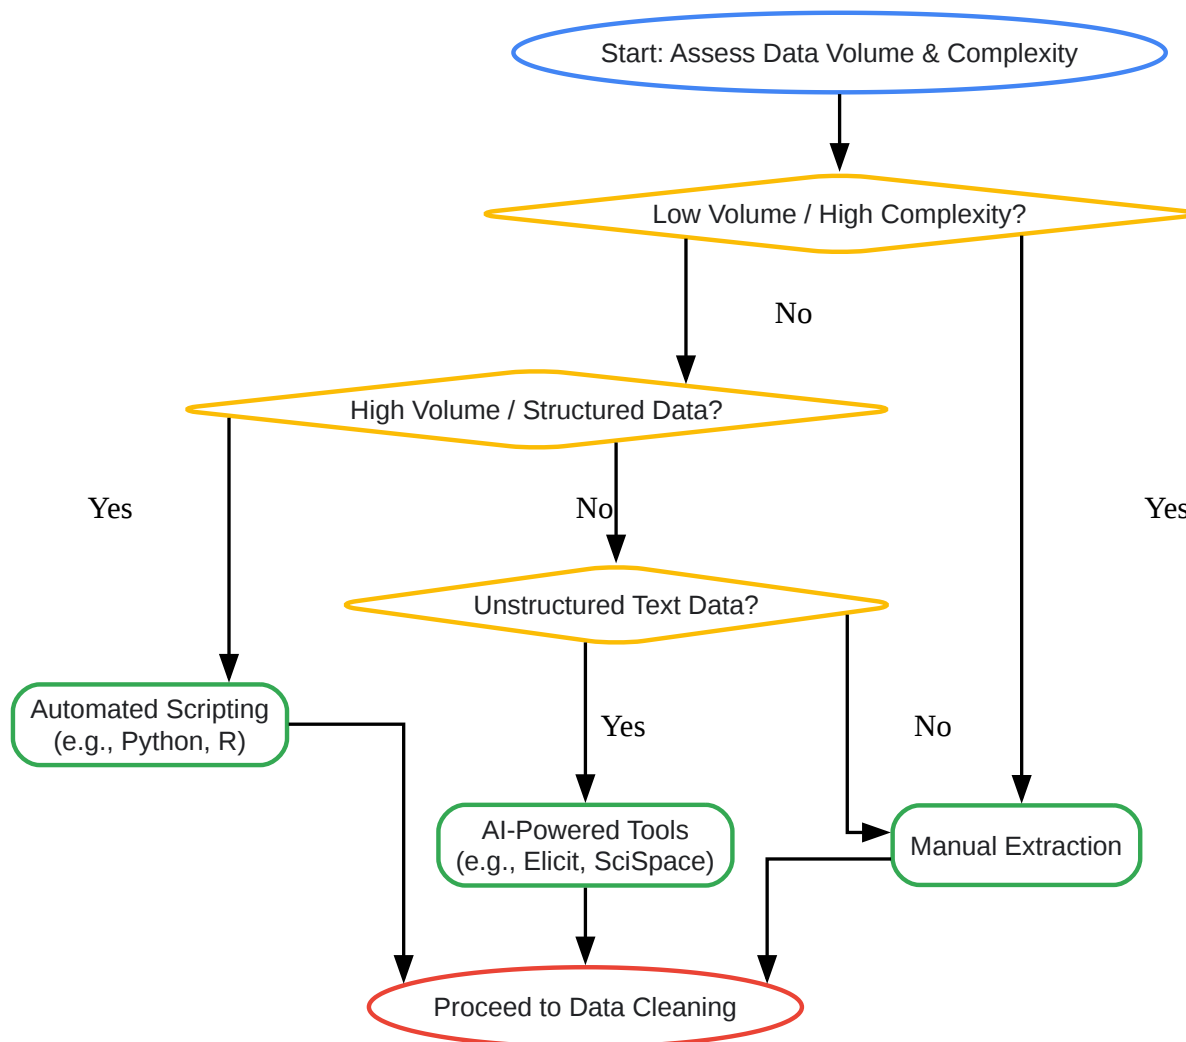 Start: Assess Data Volume & Complexity
Low Volume / High Complexity?
No
High Volume / Structured Data?
Yes
No
Yes
Unstructured Text Data?
Automated Scripting
(e.g., Python, R)
Yes
No
AI-Powered Tools
(e.g., Elicit, SciSpace)
Manual Extraction
Proceed to Data Cleaning